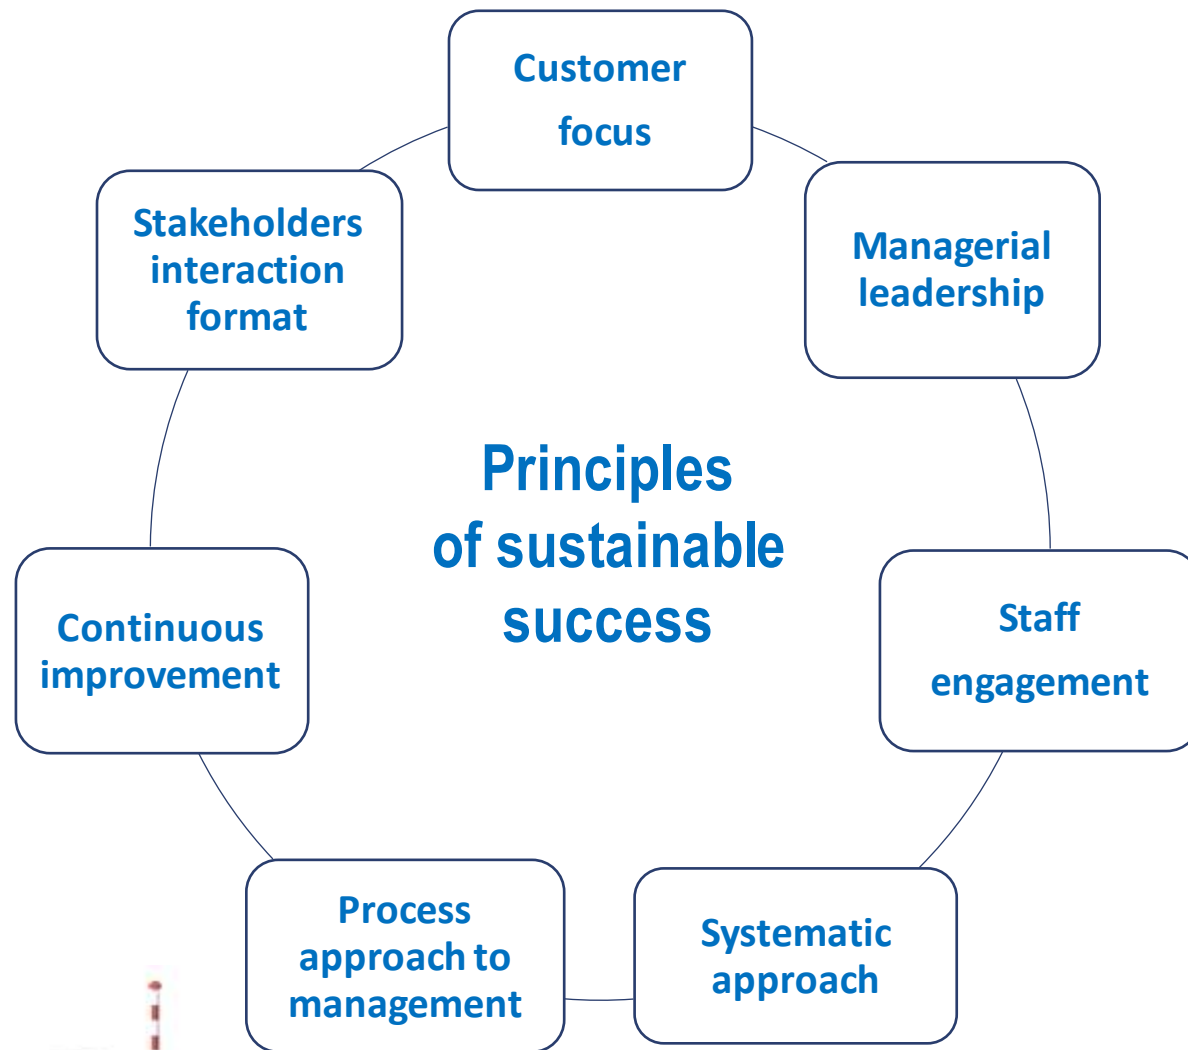 Customer
focus
Managerial
leadership
Staff
engagement
Systematic
approach
Process
approach to
management
Continuous
improvement
Stakeholders
interaction
format
Principles
of sustainable
success